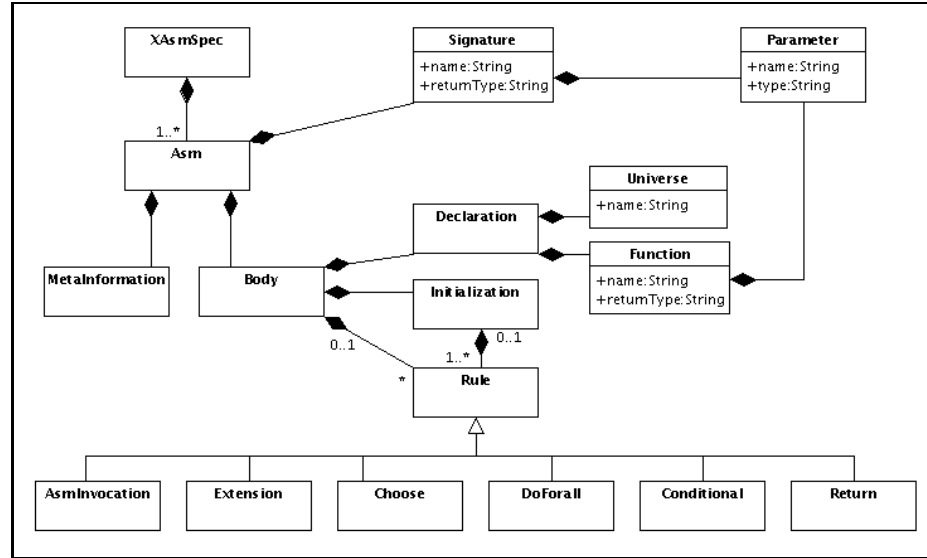 XAsmSpec
Signature
+name:String
+returnType:String
Parameter
+name:String
+type:String
1..*
Asm
Universe
+name:String
Declaration
Function
+name:String
+returnType:String
MetaInformation
Body
Initialization
0..1
0..1
1..*
*
Rule
AsmInvocation
Extension
Choose
DoForall
Conditional
Return